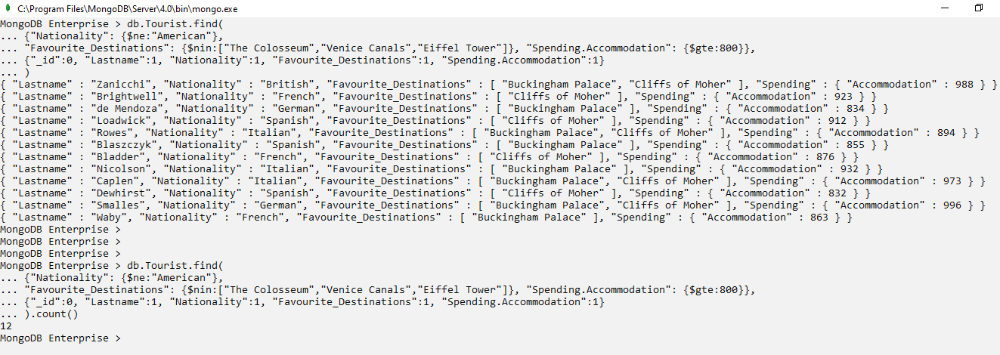 C:\Program Files\MongoDB\Server\4.0\bin\mongo.exe
MongoDB Enterprise > db.Tourist.find(
... {"Nationality": {$ne:"American"},
... "Favourite_Destinations": {$nin:["The Colosseum","Venice Canals","Eiffel Tower"]}, "Spending.Accommodation": {$gte:800}},
... {"_id":0, "Lastname":1, "Nationality":1, "Favourite_Destinations":1, "Spending.Accommodation":1}
... )
{ "Lastname" : "Zanicchi", "Nationality" : "British", "Favourite_Destinations" : [ "Buckingham Palace", "Cliffs of Moher" ], "Spending" : { "Accommodation" : 988 } }
{ "Lastname" : "Brightwell", "Nationality" : "French", "Favourite_Destinations" : [ "Cliffs of Moher" ], "Spending" : { "Accommodation" : 923 } }
{ "Lastname" : "de Mendoza", "Nationality" : "German", "Favourite_Destinations" : [ "Buckingham Palace" ], "Spending" : { "Accommodation" : 834 } }
{ "Lastname" : "Loadwick", "Nationality" : "Spanish", "Favourite_Destinations" : [ "Cliffs of Moher" ], "Spending" : { "Accommodation" : 912 } }
{ "Lastname" : "Rowes", "Nationality" : "Italian", "Favourite_Destinations" : [ "Buckingham Palace", "Cliffs of Moher" ], "Spending" : { "Accommodation" : 894 } }
{ "Lastname" : "Blaszczyk", "Nationality" : "Spanish", "Favourite_Destinations" : [ "Buckingham Palace" ], "Spending" : { "Accommodation" : 855 } }
{ "Lastname" : "Bladder", "Nationality" : "French", "Favourite_Destinations" : [ "Cliffs of Moher" ], "Spending" : { "Accommodation" : 876 } }
{ "Lastname" : "Nicolson", "Nationality" : "Italian", "Favourite_Destinations" : [ "Buckingham Palace" ], "Spending" : { "Accommodation" : 932 } }
{ "Lastname" : "Caplen", "Nationality" : "Italian", "Favourite_Destinations" : [ "Buckingham Palace", "Cliffs of Moher" ], "Spending" : { "Accommodation" : 973 } }
{ "Lastname" : "Dewhirst", "Nationality" : "Spanish", "Favourite_Destinations" : [ "Cliffs of Moher" ], "Spending" : { "Accommodation" : 832 } }
{ "Lastname" : "Smalles", "Nationality" : "German", "Favourite_Destinations" : [ "Buckingham Palace", "Cliffs of Moher" ], "Spending" : { "Accommodation" : 996 } }
{ "Lastname" : "Waby", "Nationality" : "French", "Favourite_Destinations" : [ "Buckingham Palace" ], "Spending" : { "Accommodation" : 863 } }
MongoDB Enterprise >
MongoDB Enterprise >
MongoDB Enterprise >
MongoDB Enterprise > db.Tourist.find(
... {"Nationality": {$ne:"American"},
... "Favourite_Destinations": {$nin:["The Colosseum","Venice Canals","Eiffel Tower"]}, "Spending.Accommodation": {$gte:800}},
... {"_id":0, "Lastname":1, "Nationality":1, "Favourite_Destinations":1, "Spending.Accommodation":1}
... ).count()
12
MongoDB Enterprise >